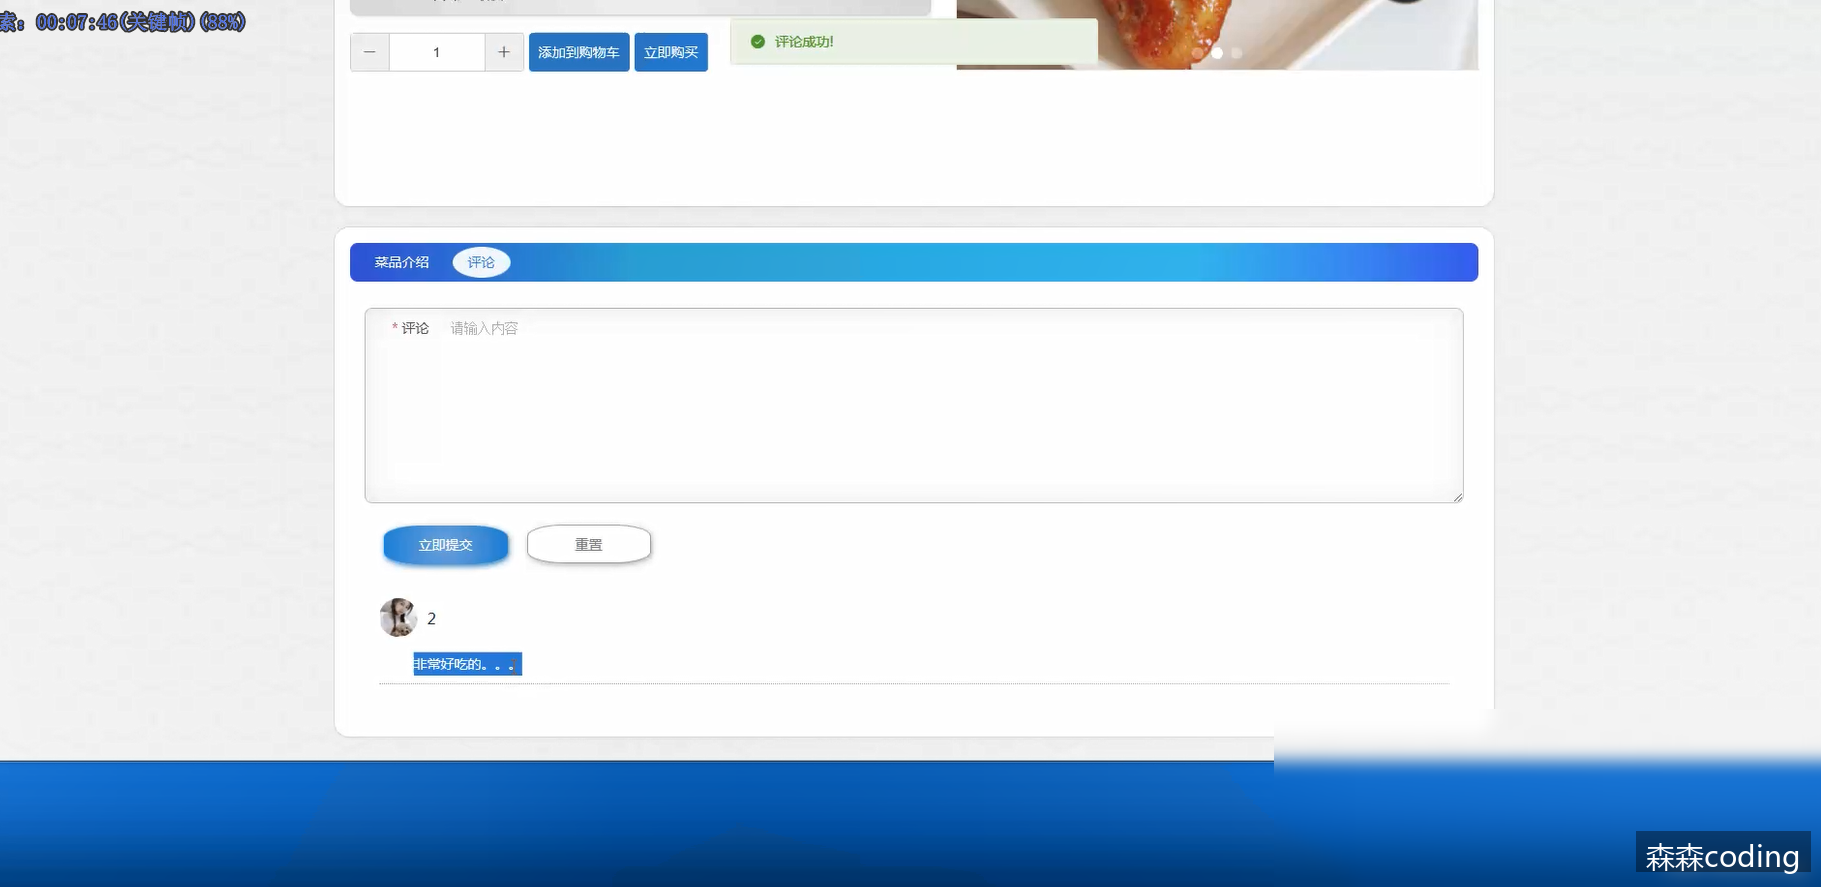 索: 00:07:46(关键帧)(88%)
评论成功!
1
添加到购物车
立即购买
菜品介绍
评论
* 评论
请输入内容
立即提交
重置
2
非常好吃的。。。
森森coding